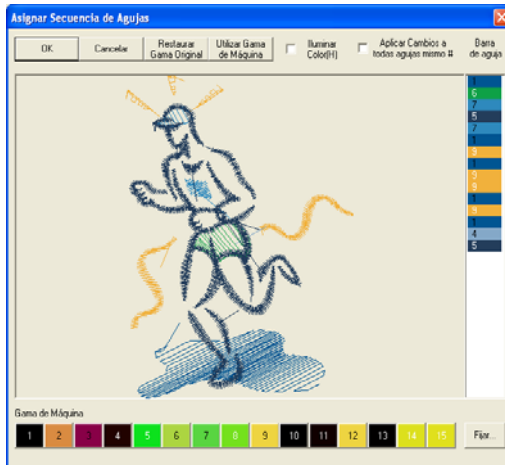 Asignar Secuencia de Agujas
OK
Cancelar
Restaurar
Gama Original
Utilizar Gama
de Máquina
Iluminar
Color(H)
Aplicar Cambios a
todas agujas mismo #
Barra
de aguja
1
6
7
5
7
1
9
1
9
9
1
9
1
4
5
Gama de Máquina
1 2 3 4 5 6 7 8 9 10 11 12 13 14 15
Fijar...